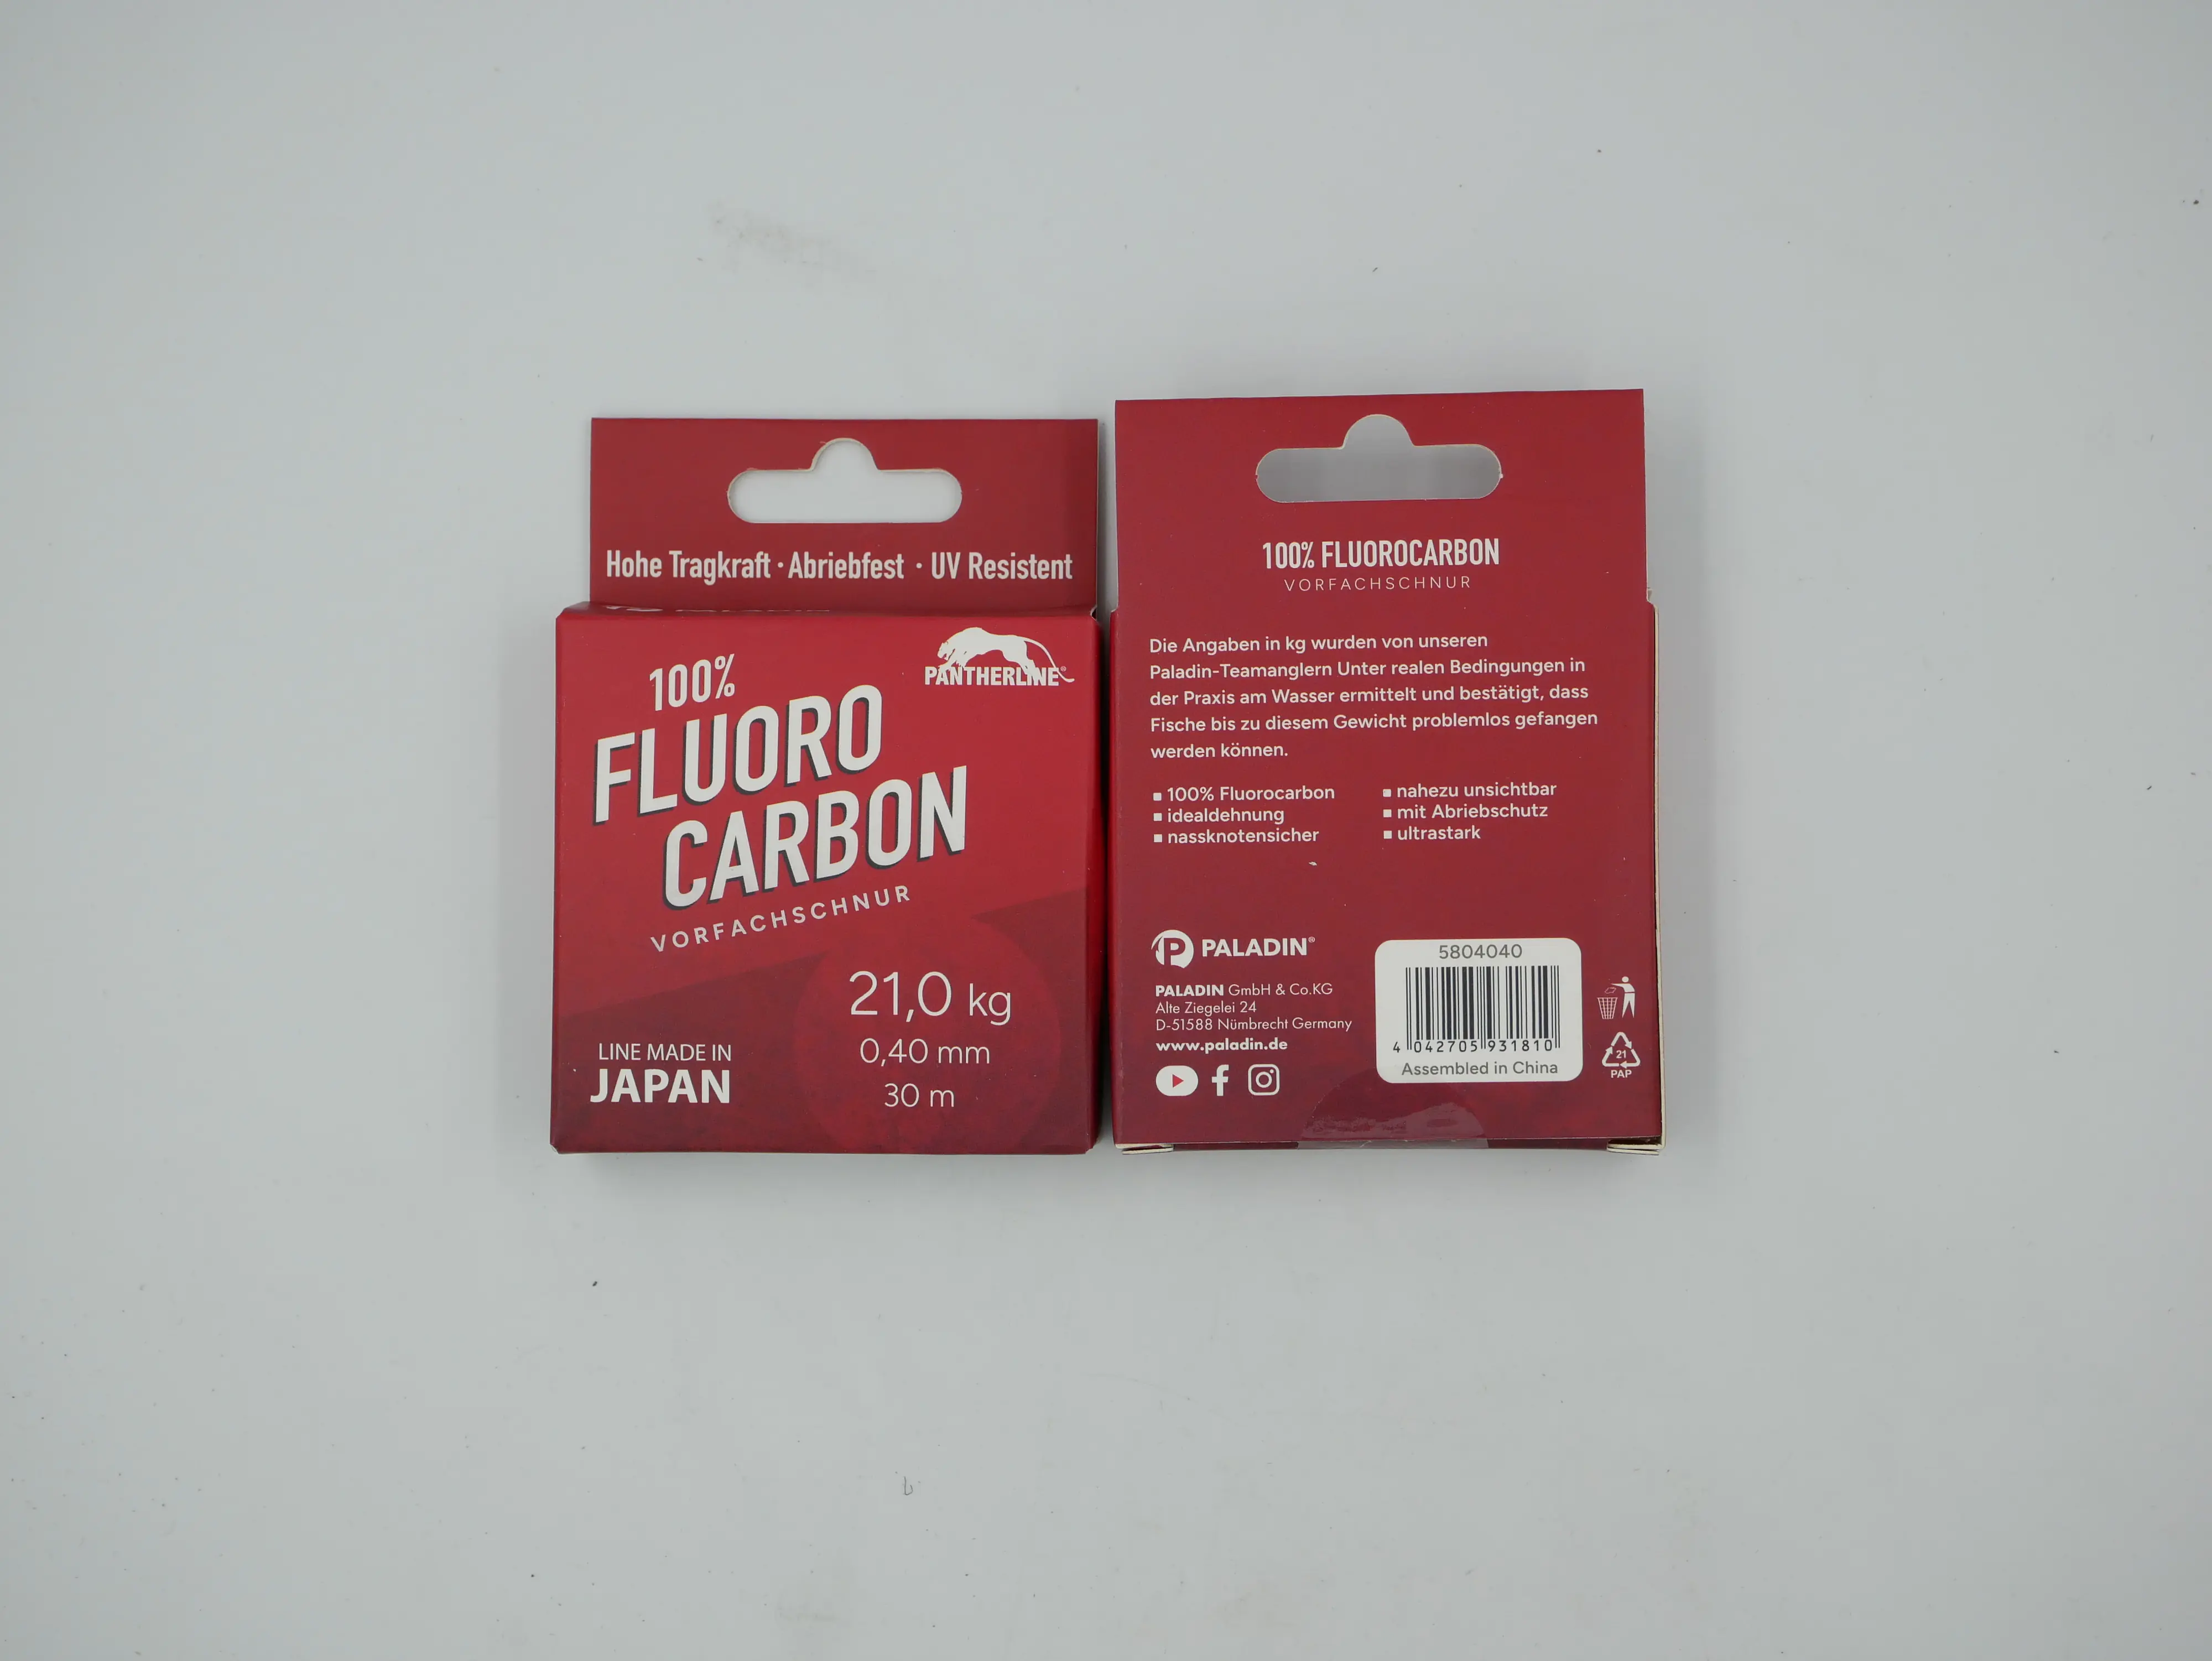 Hohe Tragkraft · Abriebfest · UV Resistent
PANTHERLINE®
100%
FLUORO
CARBON
VORFACHSCHNUR
21,0 kg
0,40 mm
30 m
LINE MADE IN
JAPAN
100% FLUOROCARBON
VORFACHSCHNUR
Die Angaben in kg wurden von unseren
Paladin-Teamanglern Unter realen Bedingungen in
der Praxis am Wasser ermittelt und bestätigt, dass
Fische bis zu diesem Gewicht problemlos gefangen
werden können.
▪ 100% Fluorocarbon
▪ idealdehnung
▪ nassknotensicher
▪ nahezu unsichtbar
▪ mit Abriebschutz
▪ ultrastark
P PALADIN®
PALADIN GmbH & Co.KG
Alte Ziegelei 24
D-51588 Nümbrecht Germany
www.paladin.de
5804040
4 042705 931810
Assembled in China
21
PAP